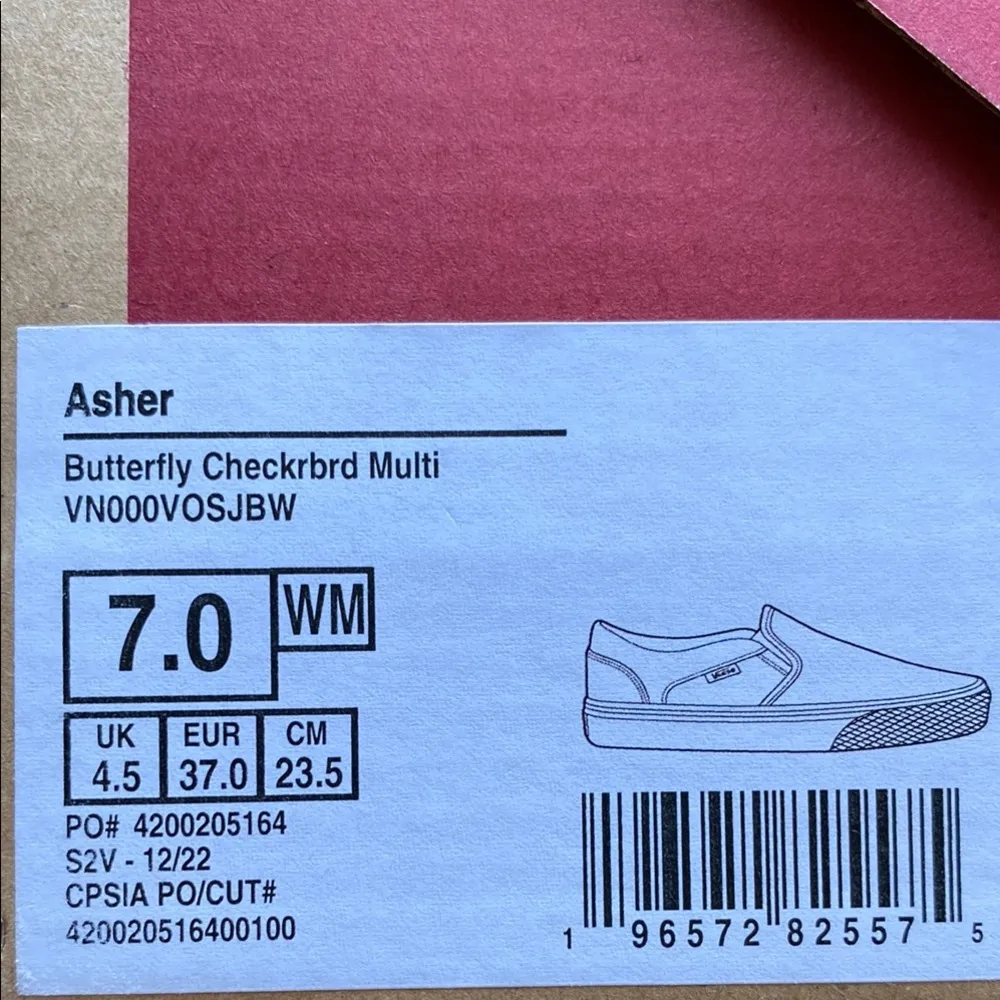 Asher
Butterfly Checkrbrd Multi
VN000VOSJBW
7.0 WM
UK EUR CM
4.5 37.0 23.5
PO# 4200205164
S2V - 12/22
CPSIA PO/CUT#
420020516400100
Vans
1 96572 82557 5